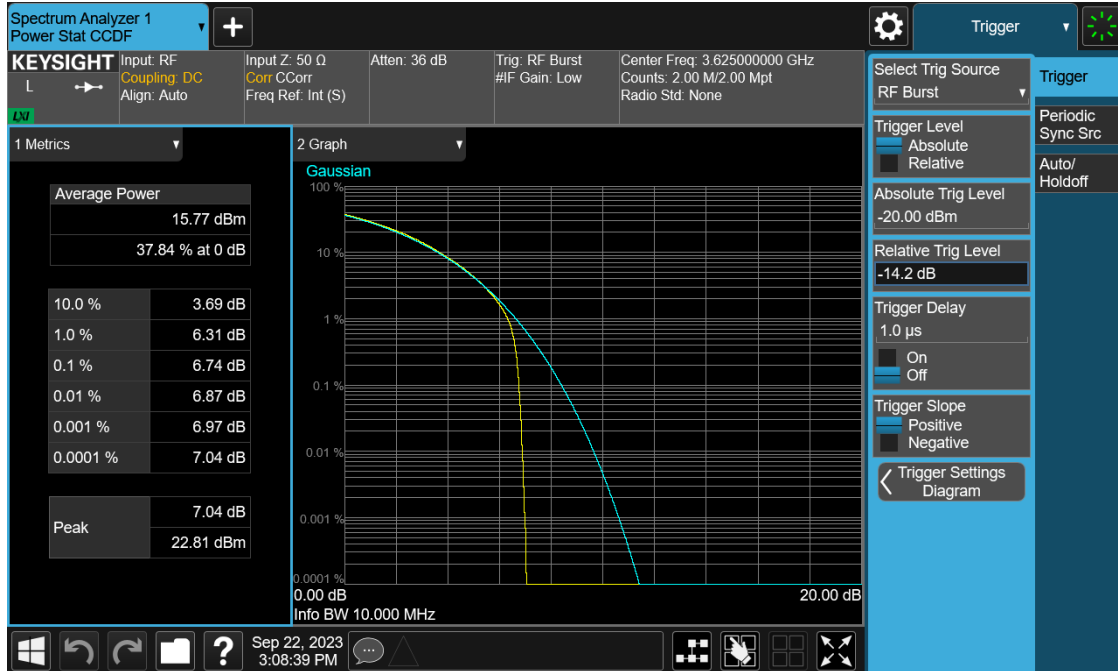 Spectrum Analyzer 1
Power Stat CCDF
Trigger
KEYSIGHT
L
LXI
Input: RF
Coupling: DC
Align: Auto
Input Z: 50 Ω
Corr CCorr
Freq Ref: Int (S)
Atten: 36 dB
Trig: RF Burst
#IF Gain: Low
Center Freq: 3.625000000 GHz
Counts: 2.00 M/2.00 Mpt
Radio Std: None
1 Metrics
Average Power
15.77 dBm
37.84 % at 0 dB
10.0 % 3.69 dB
1.0 % 6.31 dB
0.1 % 6.74 dB
0.01 % 6.87 dB
0.001 % 6.97 dB
0.0001 % 7.04 dB
Peak
7.04 dB
22.81 dBm
2 Graph
Gaussian
100 %
10 %
1 %
0.1 %
0.01 %
0.001 %
0.0001 %
0.00 dB 20.00 dB
Info BW 10.000 MHz
Select Trig Source
RF Burst
Trigger Level
Absolute
Relative
Absolute Trig Level
-20.00 dBm
Relative Trig Level
-14.2 dB
Trigger Delay
1.0 µs
On
Off
Trigger Slope
Positive
Negative
Trigger Settings
Diagram
Trigger
Periodic
Sync Src
Auto/
Holdoff
?
Sep 22, 2023
3:08:39 PM